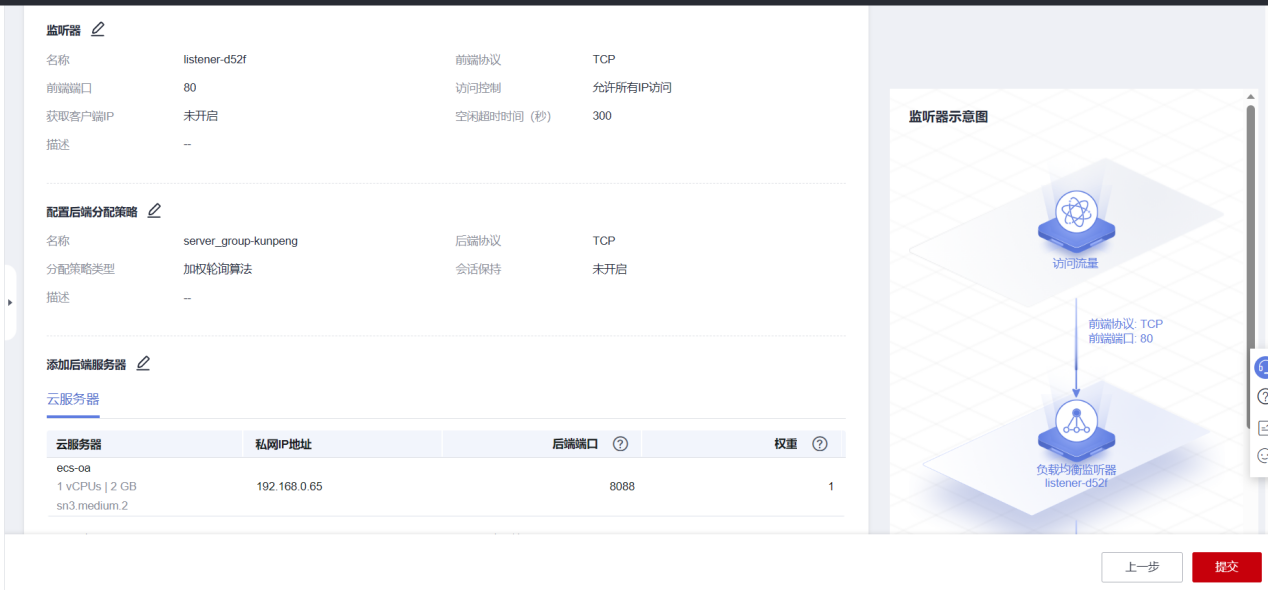 监听器
名称 listener-d52f 前端协议 TCP
前端端口 80 访问控制 允许所有IP访问
获取客户端IP 未开启 空闲超时时间（秒） 300
描述 --
配置后端分配策略
名称 server_group-kunpeng 后端协议 TCP
分配策略类型 加权轮询算法 会话保持 未开启
描述 --
添加后端服务器
云服务器
云服务器 私网IP地址 后端端口 权重
ecs-oa
1 vCPUs | 2 GB 192.168.0.65 8088 1
sn3.medium.2
监听器示意图
访问流量
前端协议: TCP
前端端口: 80
负载均衡监听器
listener-d52f
上一步 提交